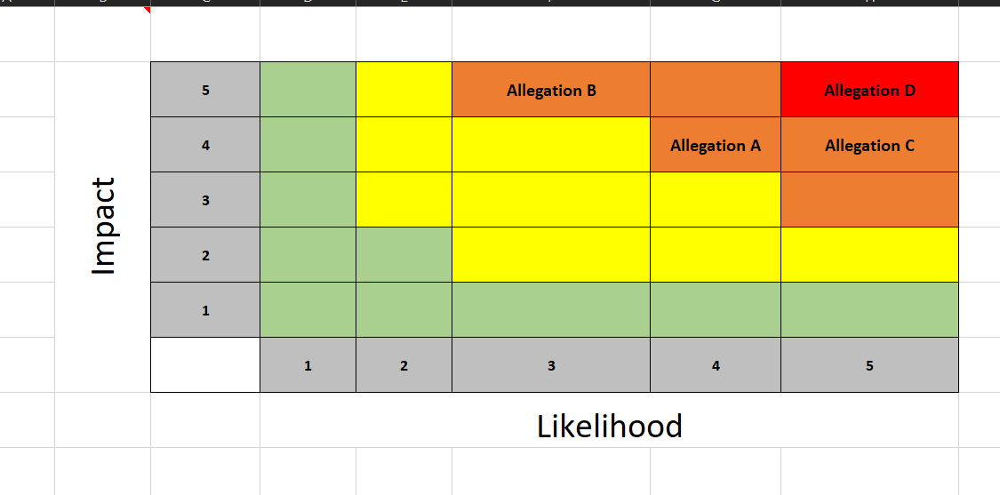 5 Allegation B Allegation D
4 Allegation A Allegation C
Impact
3
2
1
1 2 3 4 5
Likelihood